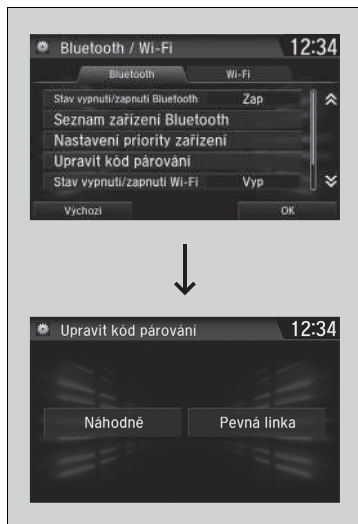 Bluetooth / Wi-Fi 12:34
Bluetooth Wi-Fi
Stav vypnutí/zapnutí Bluetooth Zap
Seznam zařízení Bluetooth
Nastavení priority zařízení
Upravit kód párování
Stav vypnutí/zapnutí Wi-Fi Vyp
Výchozí OK
Upravit kód párování 12:34
Náhodně Pevná linka